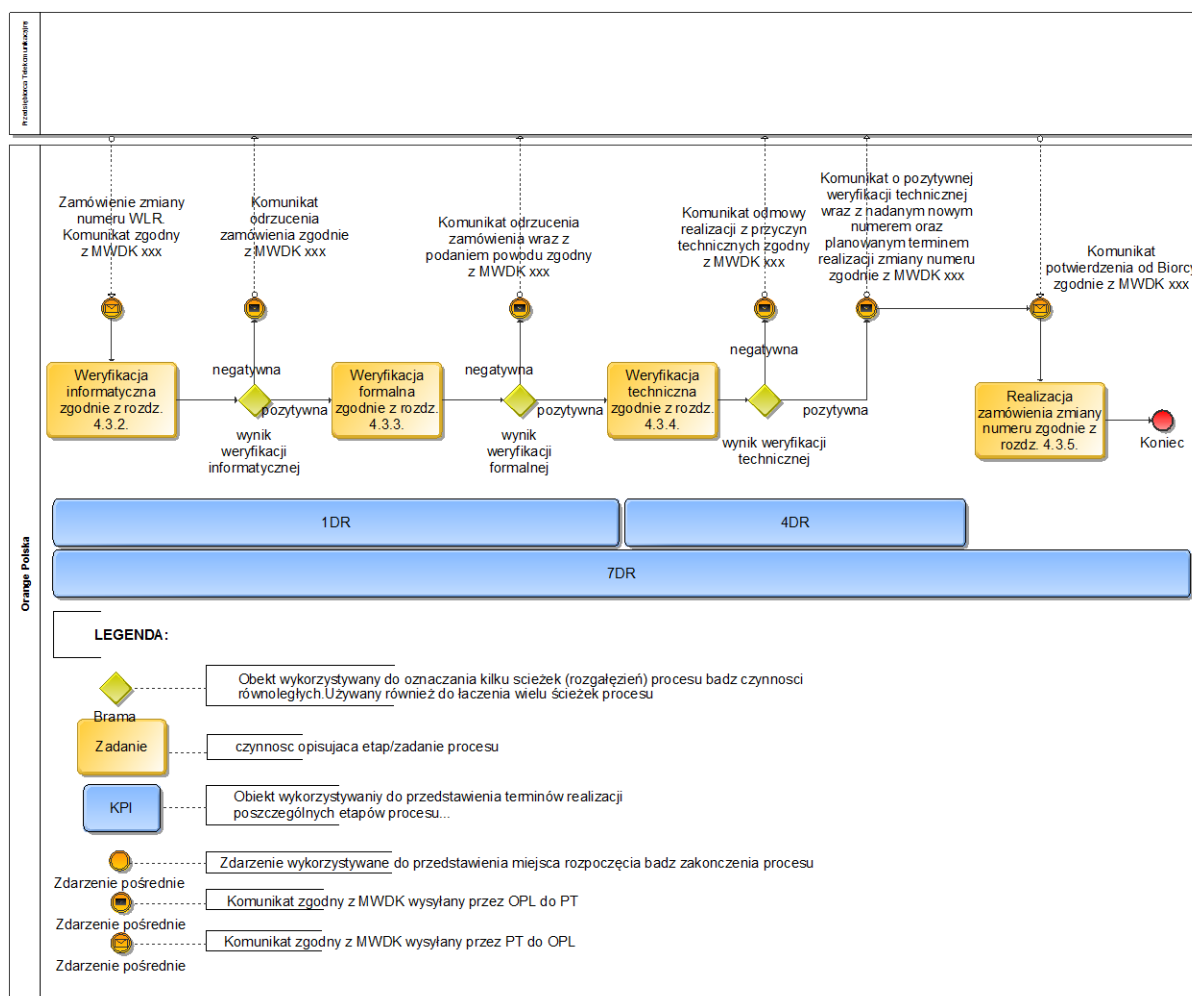 Przedsiębiorca Telekomunikacyjny
Zamówienie zmiany
numeru WLR.
Komunikat zgodny
z MWDK xxx
Komunikat
odrzucenia
zamówienia zgodnie
z MWDK xxx
Komunikat odrzucenia
zamówienia wraz z
podaniem powodu zgodny
z MWDK xxx
Komunikat odmowy
realizacji z przyczyn
technicznych zgodny
z MWDK xxx
Komunikat o pozytywnej
weryfikacji technicznej
wraz z nadanym nowym
numerem oraz
planowanym terminem
realizacji zmiany numeru
zgodnie z MWDK xxx
Komunikat
potwierdzenia od Biorcy
zgodnie z MWDK xxx
Weryfikacja
informatyczna
zgodnie z rozdz.
4.3.2.
negatywna
pozytywna
wynik
weryfikacji
informatycznej
Weryfikacja
formalna
zgodnie z rozdz.
4.3.3.
negatywna
pozytywna
wynik
weryfikacji
formalnej
Weryfikacja
techniczna
zgodnie z rozdz.
4.3.4.
negatywna
pozytywna
wynik weryfikacji
technicznej
Realizacja
zamówienia zmiany
numeru zgodnie z
rozdz. 4.3.5.
Koniec
1DR
4DR
7DR
Orange Polska
LEGENDA:
Brama
Obekt wykorzystywany do oznaczania kilku scieżek (rozgałęzień) procesu badz czynnosci
równoległych.Używany również do łaczenia wielu ścieżek procesu
Zadanie
czynnosc opisujaca etap/zadanie procesu
KPI
Obiekt wykorzystywaniy do przedstawienia terminów realizacji
poszczególnych etapów procesu...
Zdarzenie pośrednie
Zdarzenie wykorzystywane do przedstawienia miejsca rozpoczęcia badz zakonczenia procesu
Zdarzenie pośrednie
Komunikat zgodny z MWDK wysyłany przez OPL do PT
Zdarzenie pośrednie
Komunikat zgodny z MWDK wysyłany przez PT do OPL